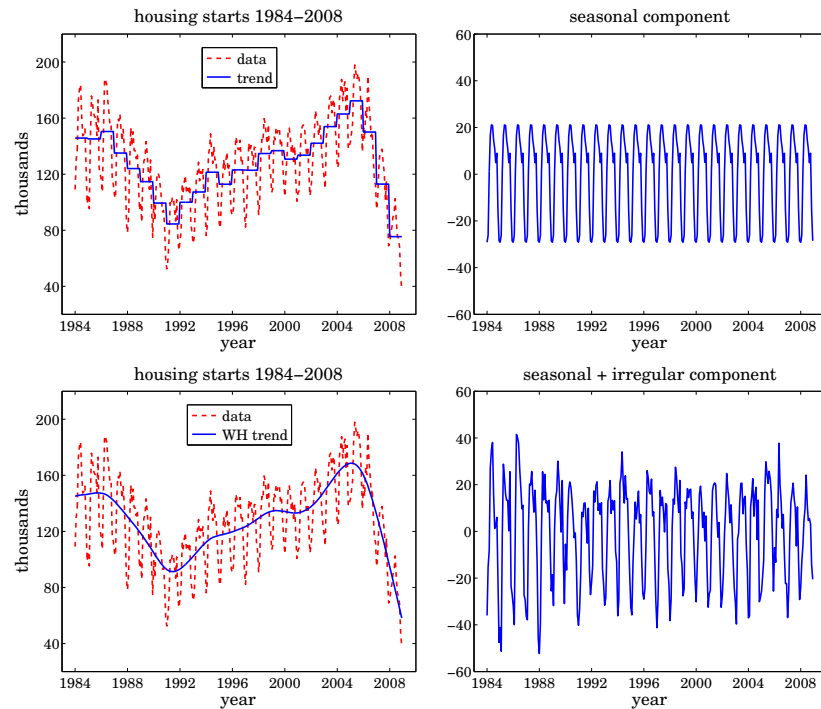 housing starts 1984−2008
200
160
120
80
40
thousands
data
trend
1984 1988 1992 1996 2000 2004 2008
year
seasonal component
60
40
20
0
−20
−40
−60
1984 1988 1992 1996 2000 2004 2008
year
housing starts 1984−2008
200
160
120
80
40
thousands
data
WH trend
1984 1988 1992 1996 2000 2004 2008
year
seasonal + irregular component
60
40
20
0
−20
−40
−60
1984 1988 1992 1996 2000 2004 2008
year